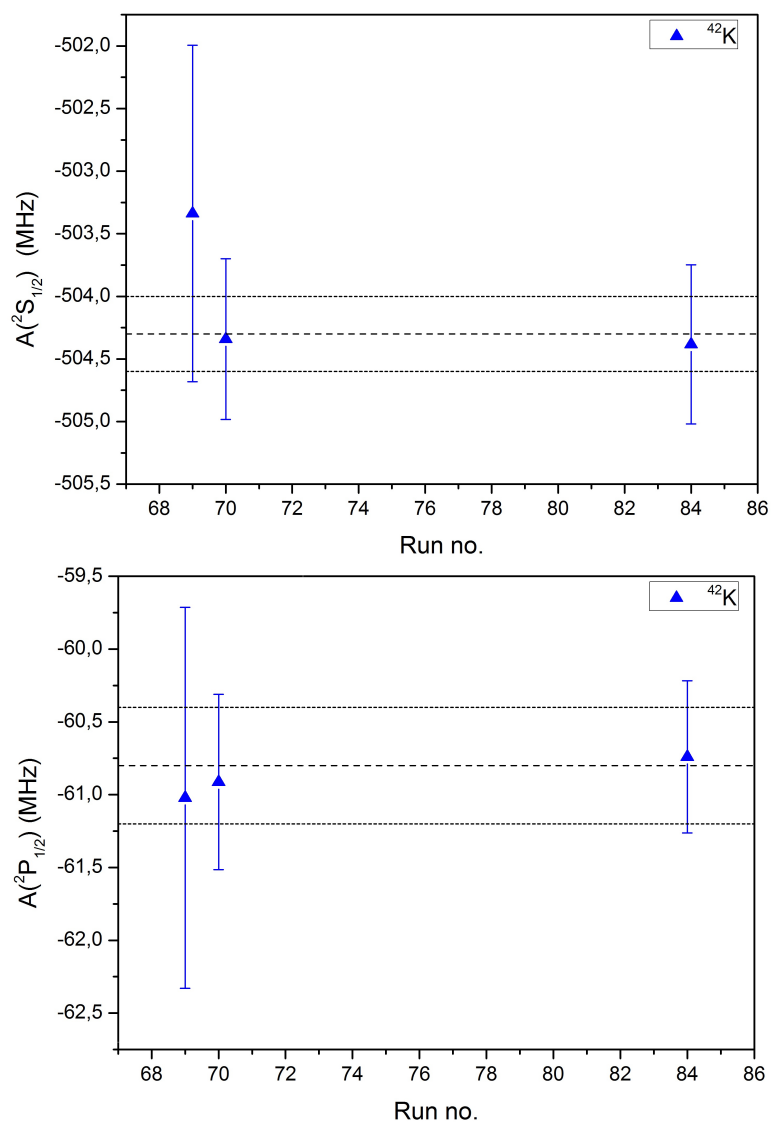 -502,0
-502,5
-503,0
-503,5
-504,0
-504,5
-505,0
-505,5
A(²S₁/₂) (MHz)
⁴²K
68 70 72 74 76 78 80 82 84 86
Run no.
-59,5
-60,0
-60,5
-61,0
-61,5
-62,0
-62,5
A(²P₁/₂) (MHz)
⁴²K
68 70 72 74 76 78 80 82 84 86
Run no.